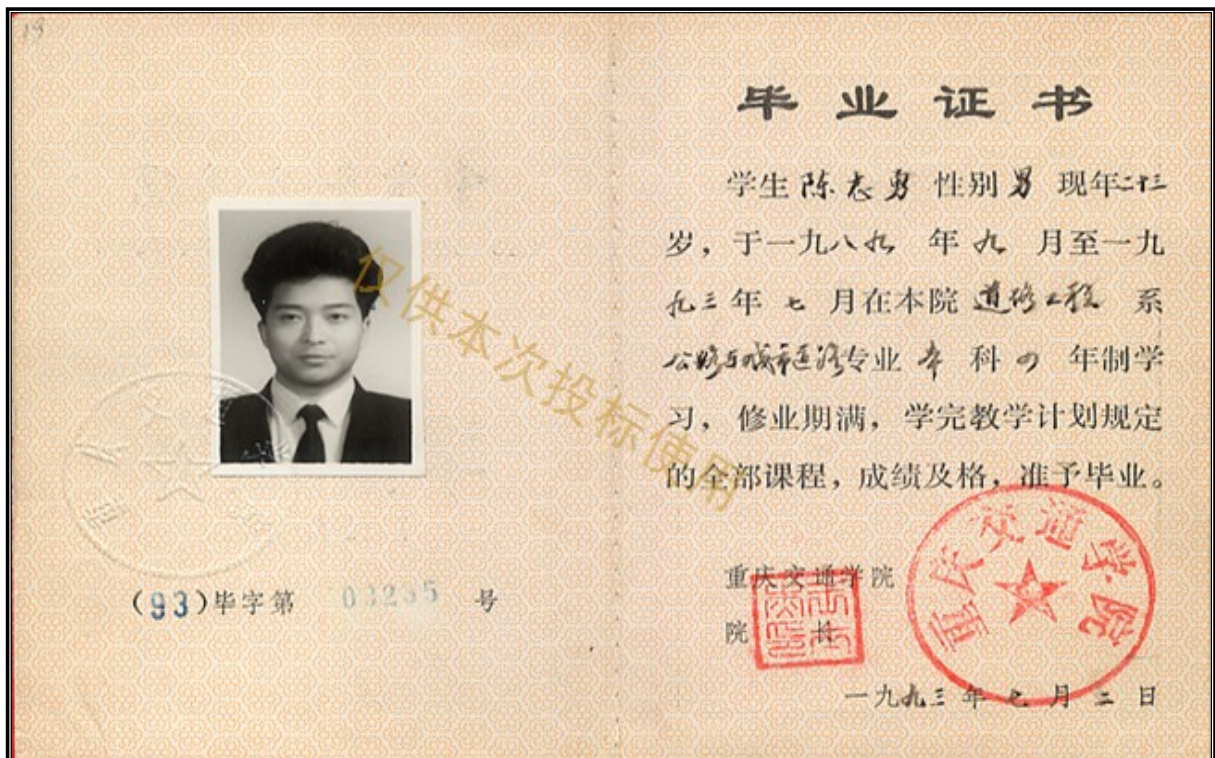 19
毕业证书
学生 陈志勇 性别 男 现年二十三
岁，于一九八九 年 九 月至一九
九三年 七 月在本院 道路工程 系
公路与城市道路专业 本 科 四 年制学
习，修业期满，学完教学计划规定
的全部课程，成绩及格，准予毕业。
重庆交通学院
院 长
一九九三年 七 月 二 日
重庆交通学院
(93)毕字第 03235 号
仅供本次投标使用